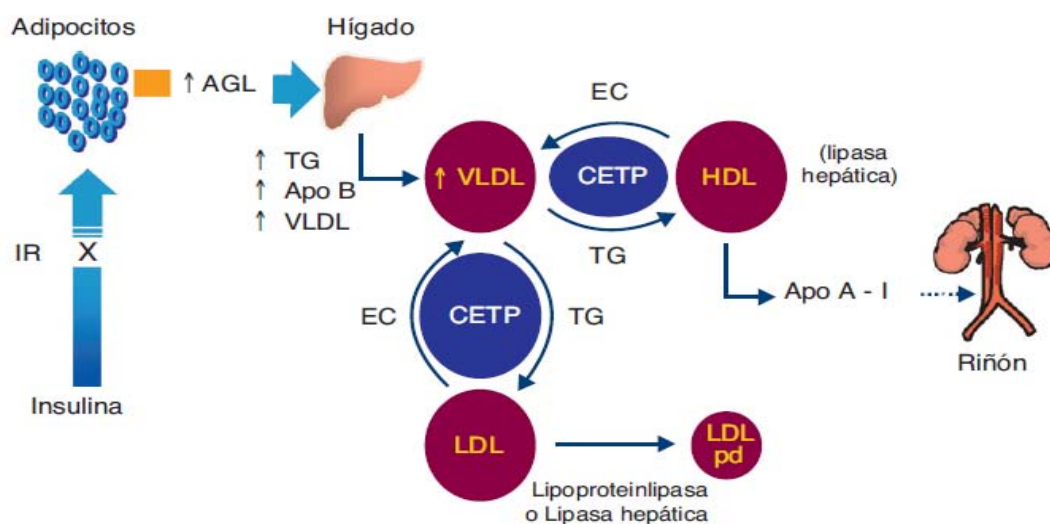 Adipocitos
Hígado
↑ AGL
EC
↑ TG
↑ Apo B
↑ VLDL
↑ VLDL
CETP
HDL
(lipasa
hepática)
TG
IR
X
Apo A - I
EC
CETP
TG
Riñón
Insulina
LDL
LDL
pd
Lipoproteinlipasa
o Lipasa hepática